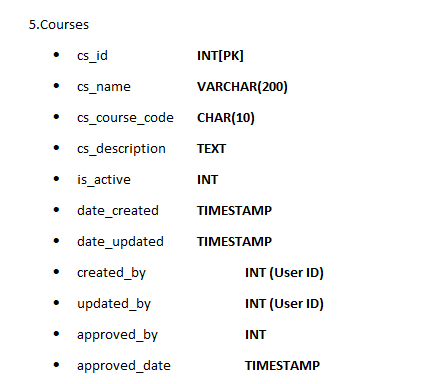 5.Courses
• cs_id INT[PK]
• cs_name VARCHAR(200)
• cs_course_code CHAR(10)
• cs_description TEXT
• is_active INT
• date_created TIMESTAMP
• date_updated TIMESTAMP
• created_by INT (User ID)
• updated_by INT (User ID)
• approved_by INT
• approved_date TIMESTAMP